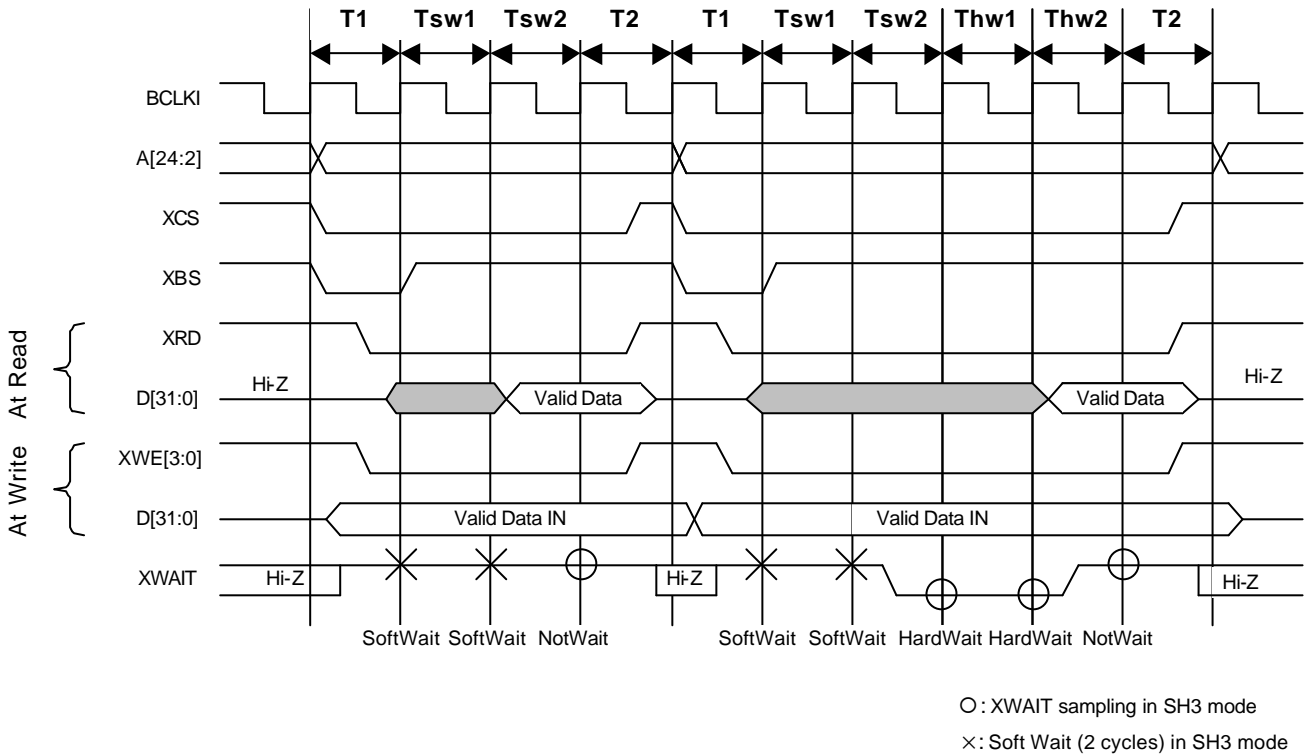 T1 Tsw1 Tsw2 T2 T1 Tsw1 Tsw2 Thw1 Thw2 T2
BCLKI
A[24:2]
XCS
XBS
At Read
XRD
D[31:0] Hi-Z Valid Data Valid Data Hi-Z
At Write
XWE[3:0]
D[31:0] Valid Data IN Valid Data IN
XWAIT Hi-Z Hi-Z Hi-Z
SoftWait SoftWait NotWait SoftWait SoftWait HardWait HardWait NotWait
○: XWAIT sampling in SH3 mode
×: Soft Wait (2 cycles) in SH3 mode